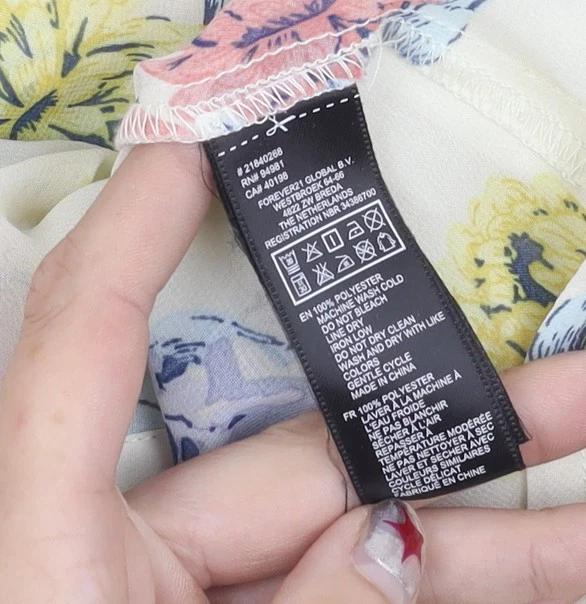 # 21840268
RN# 94981
CA# 40198
FOREVER21 GLOBAL B.V.
WESTBROEK 54-66
4822 ZW BREDA
THE NETHERLANDS
REGISTRATION NBR 34386700
EN 100% POLYESTER
MACHINE WASH COLD
DO NOT BLEACH
LINE DRY
IRON LOW
DO NOT DRY CLEAN
WASH AND DRY WITH LIKE
COLORS
GENTLE CYCLE
MADE IN CHINA
FR 100% POLYESTER
LAVER À LA MACHINE À
L'EAU FROIDE
NE PAS BLANCHIR
SÉCHER À L'AIR
REPASSER À
TEMPÉRATURE MODÉRÉE
NE PAS NETTOYER À SEC
LAVER ET SÉCHER AVEC
COULEURS SIMILAIRES
CYCLE DÉLICAT
FABRIQUÉ EN CHINE